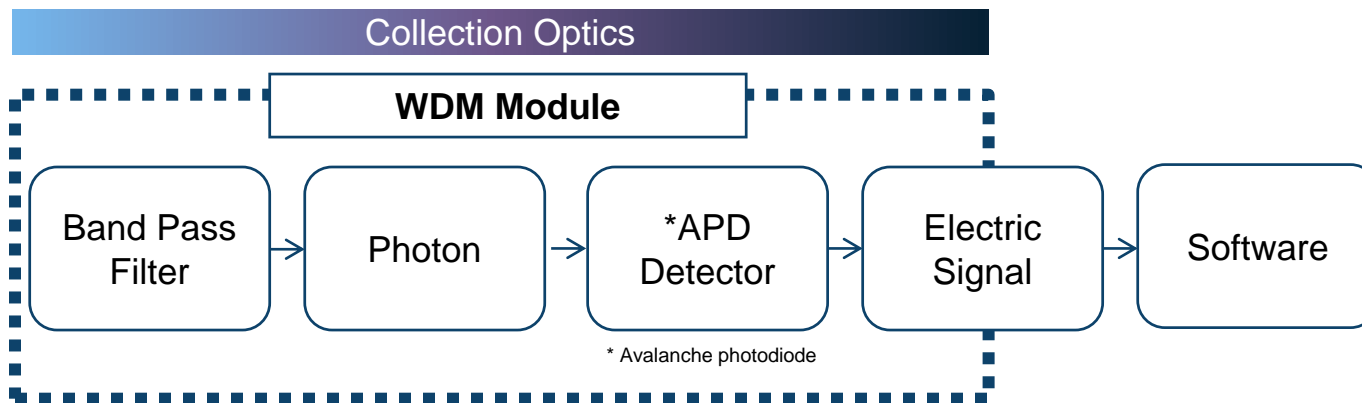 Collection Optics
WDM Module
Band Pass
Filter
Photon
*APD
Detector
Electric
Signal
Software
* Avalanche photodiode